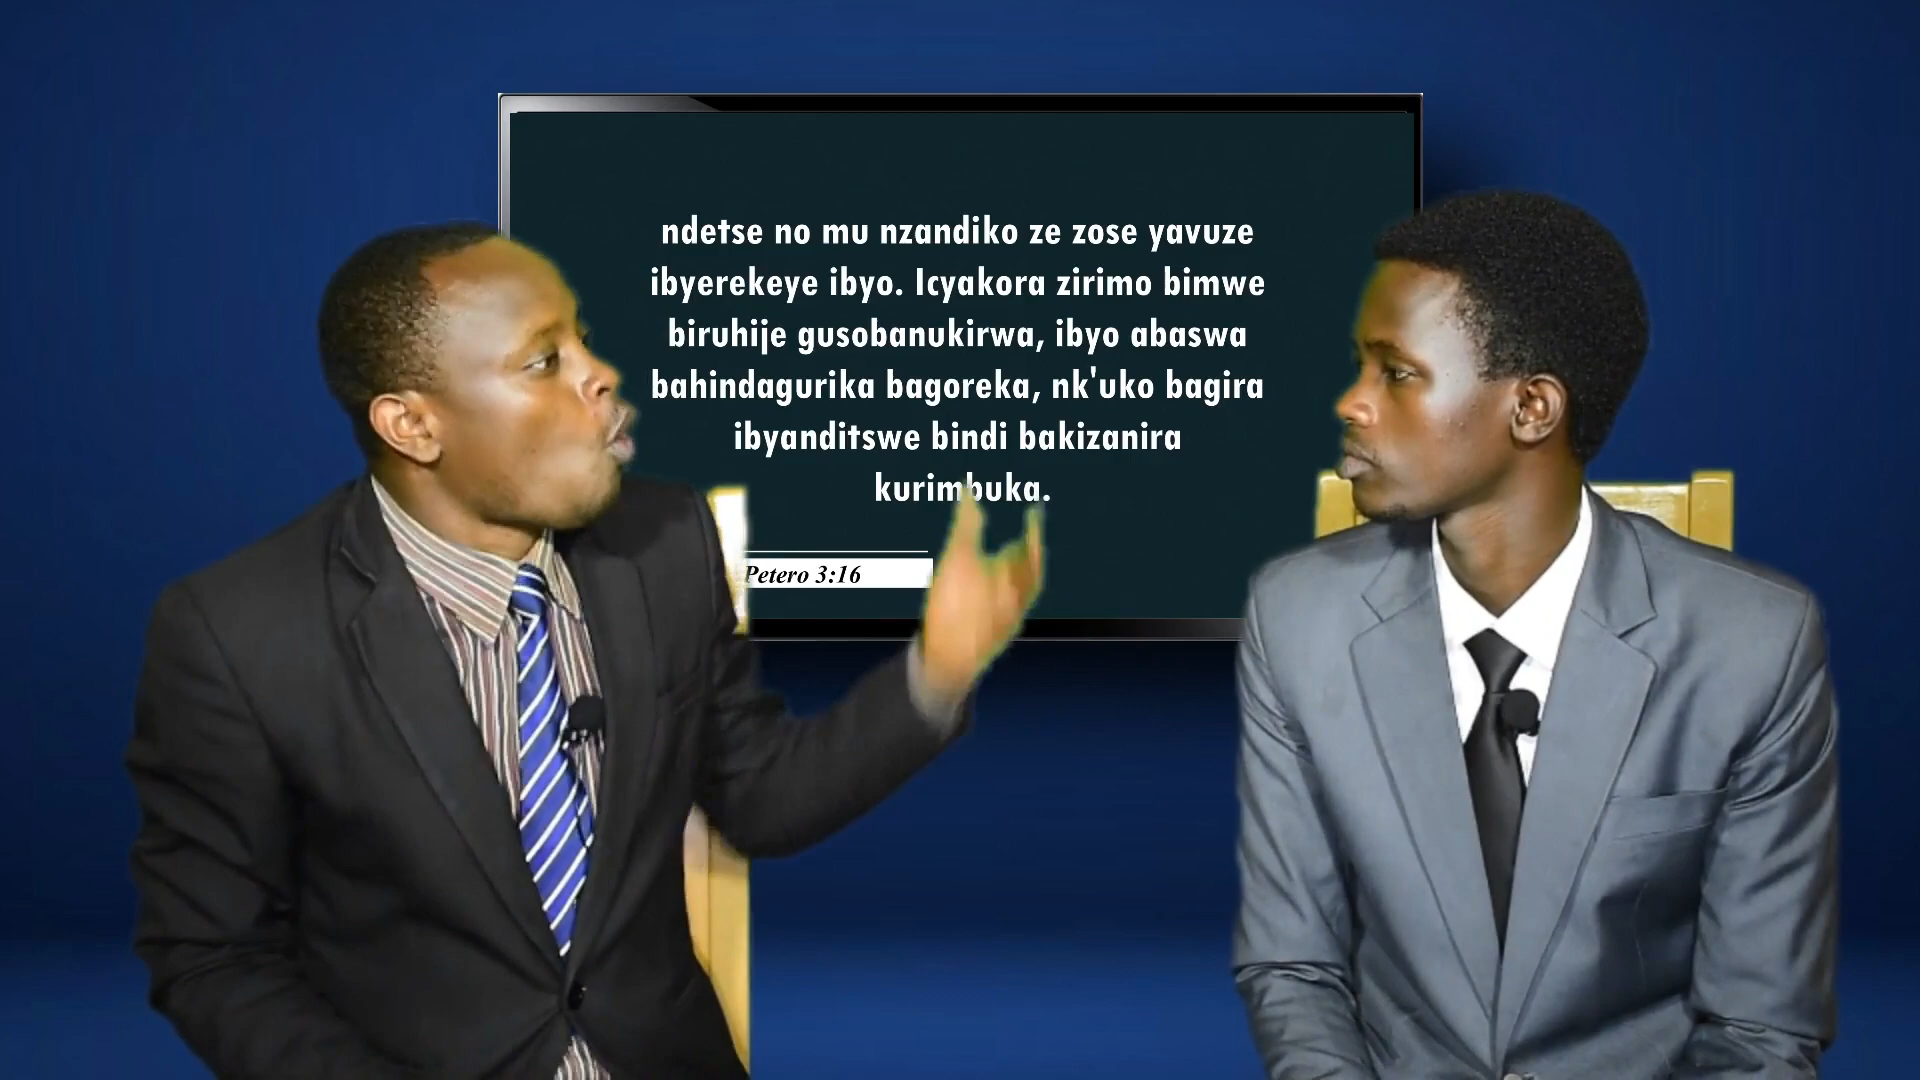 ndetse no mu nzandiko ze zose yavuze
ibyerekeye ibyo. Icyakora zirimo bimwe
biruhije gusobanukirwa, ibyo abaswa
bahindagurika bagoreka, nk'uko bagira
ibyanditswe bindi bakizanira
kurimbuka.
Petero 3:16